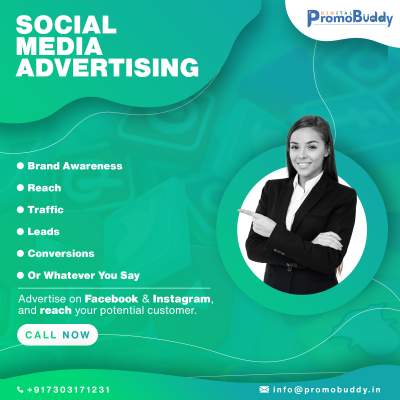 SOCIAL
MEDIA
ADVERTISING
DIGITAL
PromoBuddy
Brand Awareness
Reach
Traffic
Leads
Conversions
Or Whatever You Say
Advertise on Facebook & Instagram,
and reach your potential customer.
CALL NOW
+917303171231
info@promobuddy.in